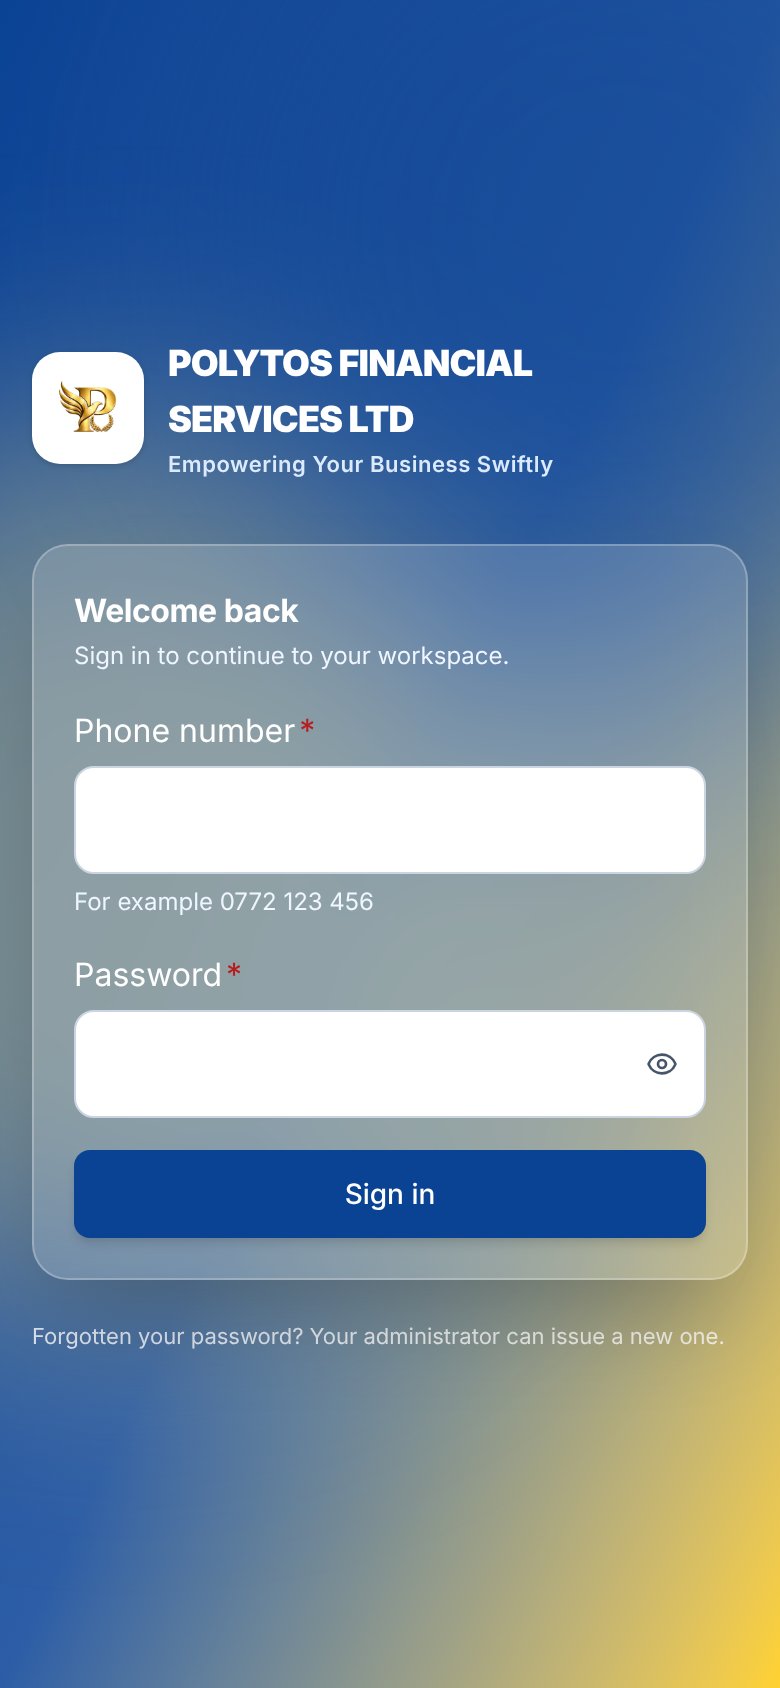 POLYTOS FINANCIAL
SERVICES LTD
Empowering Your Business Swiftly
Welcome back
Sign in to continue to your workspace.
Phone number *
For example 0772 123 456
Password *
Sign in
Forgotten your password? Your administrator can issue a new one.